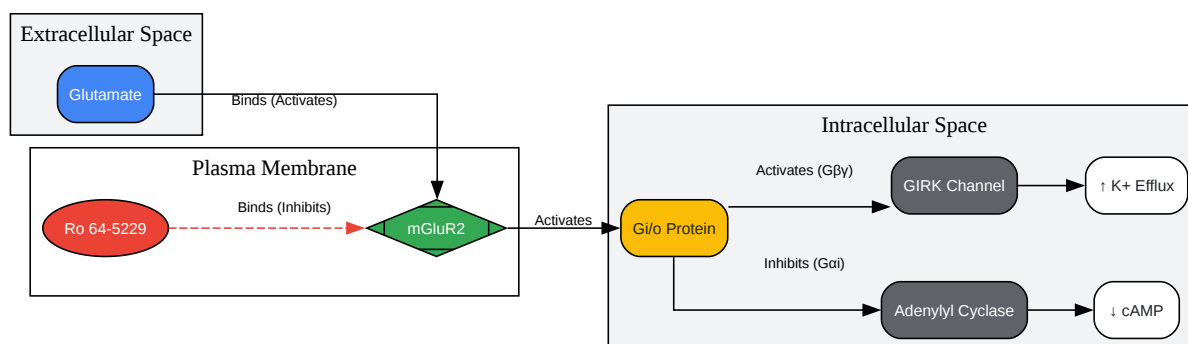 Extracellular Space
Glutamate
Binds (Activates)
Plasma Membrane
Ro 64-5229
Binds (Inhibits)
mGluR2
Activates
Intracellular Space
Gi/o Protein
Activates (Gβγ)
GIRK Channel
↑ K+ Efflux
Inhibits (Gαi)
Adenylyl Cyclase
↓ cAMP